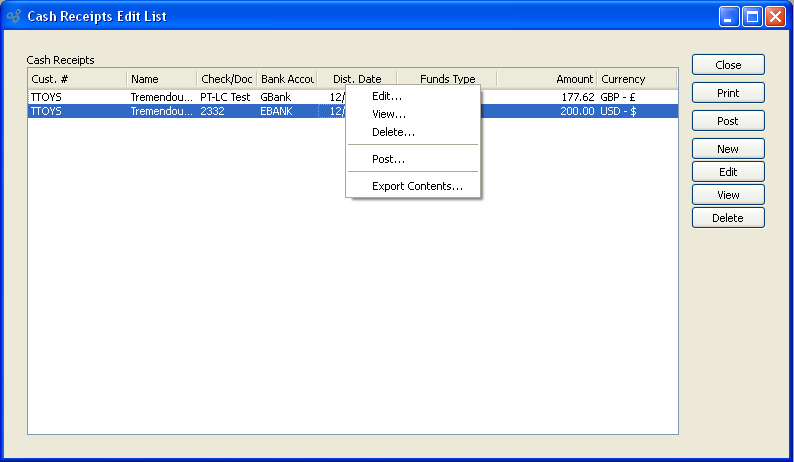 Cash Receipts Edit List
Cash Receipts
Cust. # Name Check/Doc Bank Accou Dist. Date Funds Type Amount Currency
TTOYS Tremendou... PT-LC Test GBank 12/ 177.62 GBP - £
TTOYS Tremendou... 2332 EBANK 12/ 200.00 USD - $
Edit...
View...
Delete...
Post...
Export Contents...
Close
Print
Post
New
Edit
View
Delete